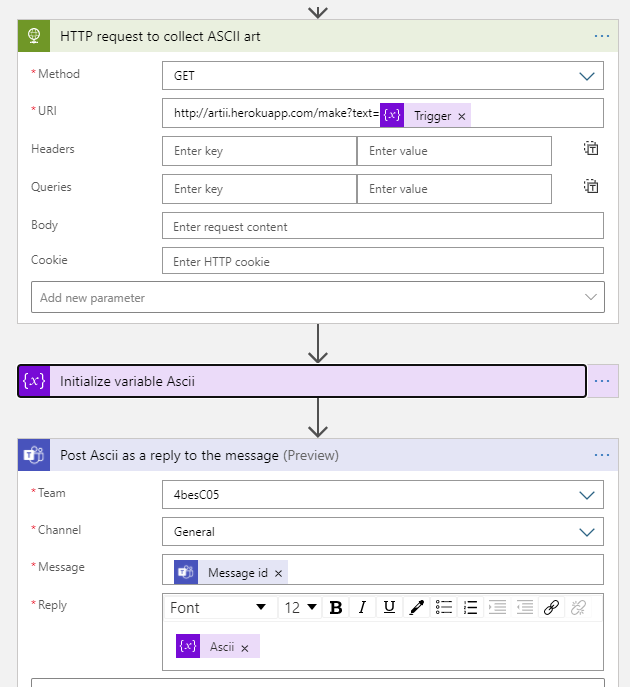 HTTP request to collect ASCII art
* Method
GET
* URI
http://artii.herokuapp.com/make?text= {x} Trigger ×
Headers
Enter key Enter value
Queries
Enter key Enter value
Body
Enter request content
Cookie
Enter HTTP cookie
Add new parameter
{x} Initialize variable Ascii
Post Ascii as a reply to the message (Preview)
* Team
4besC05
* Channel
General
* Message
Message id ×
* Reply
Font 12 B I U
{x} Ascii ×